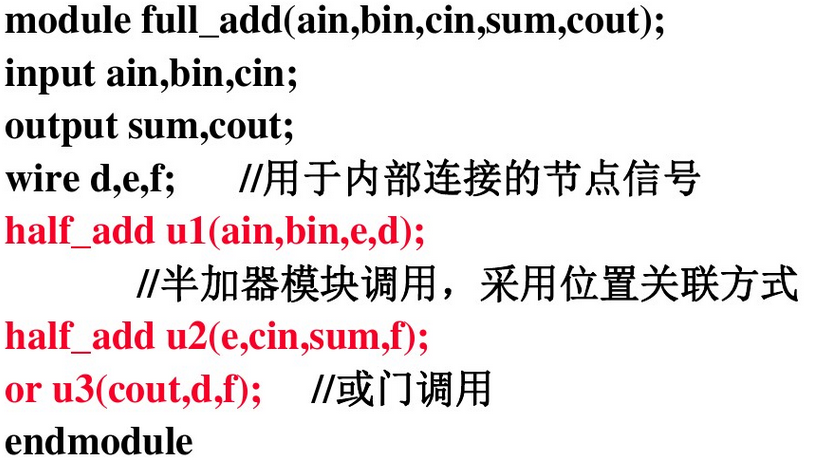 module full_add(ain,bin,cin,sum,cout);
input ain,bin,cin;
output sum,cout;
wire d,e,f; //用于内部连接的节点信号
half_add u1(ain,bin,e,d);
//半加器模块调用，采用位置关联方式
half_add u2(e,cin,sum,f);
or u3(cout,d,f); //或门调用
endmodule